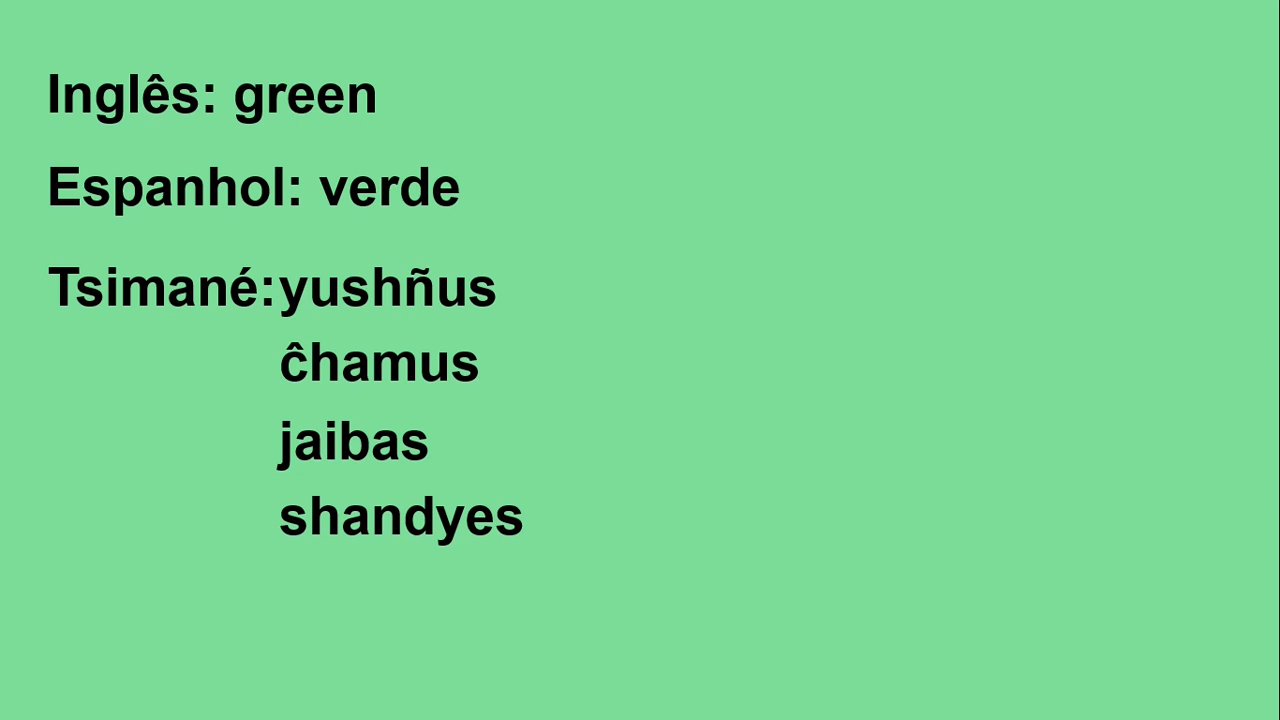 Inglês: green
Espanhol: verde
Tsimané:yushñus
ĉhamus
jaibas
shandyes